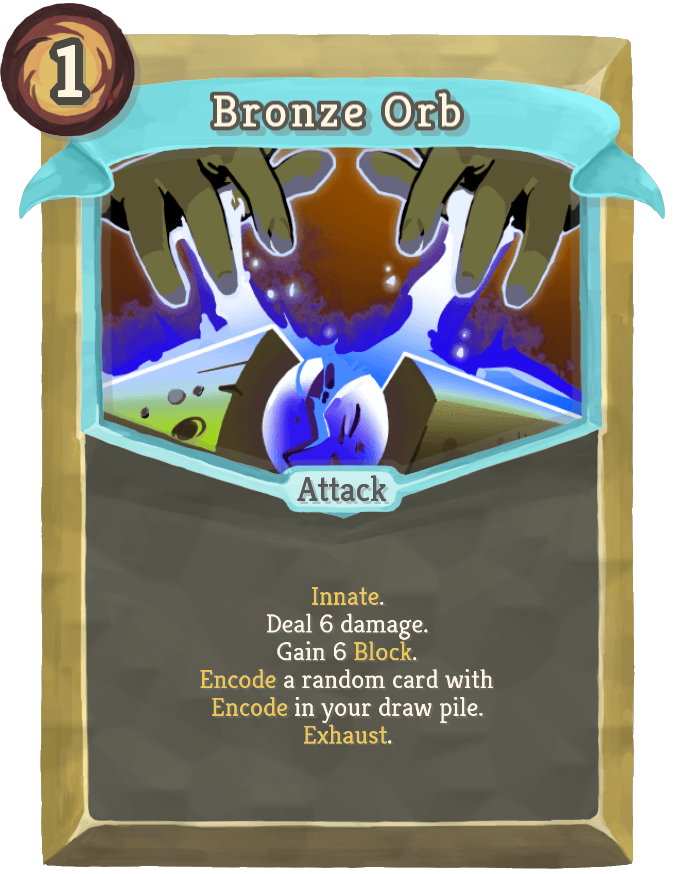 1
Bronze Orb
Attack
Innate.
Deal 6 damage.
Gain 6 Block.
Encode a random card with
Encode in your draw pile.
Exhaust.